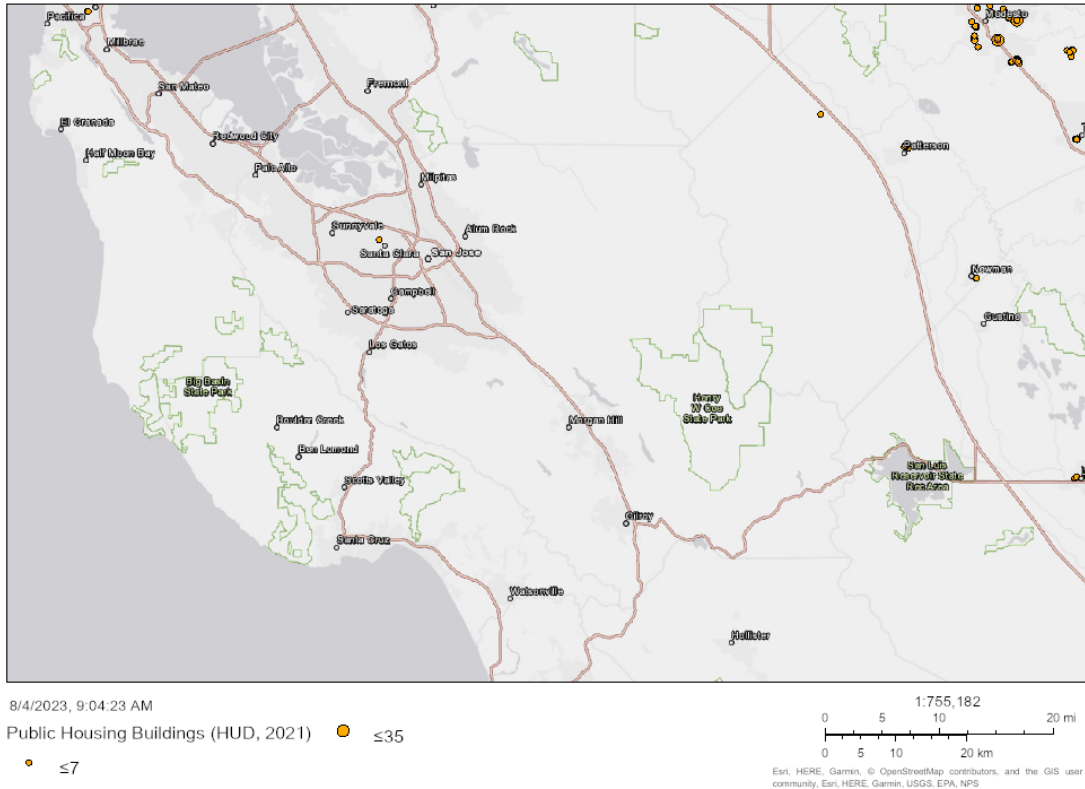 Pacifica
Modesto
Millbrae
Fremont
San Mateo
El Granada
Redwood City
Half Moon Bay
Patterson
Palo Alto
Milpitas
Sunnyvale
Alum Rock
Santa Clara
San Jose
Newman
Campbell
Saratoga
Gustine
Los Gatos
Big Basin
State Park
Henry
W Coe
State Park
Boulder Creek
Morgan Hill
Ben Lomond
San Luis
Reservoir State
Rec Area
Scotts Valley
Gilroy
Santa Cruz
Watsonville
Hollister
8/4/2023, 9:04:23 AM
Public Housing Buildings (HUD, 2021)
≤35
≤7
1:755,182
0 5 10 20 mi
0 5 10 20 km
Esri, HERE, Garmin, © OpenStreetMap contributors, and the GIS user
community, Esri, HERE, Garmin, USGS, EPA, NPS